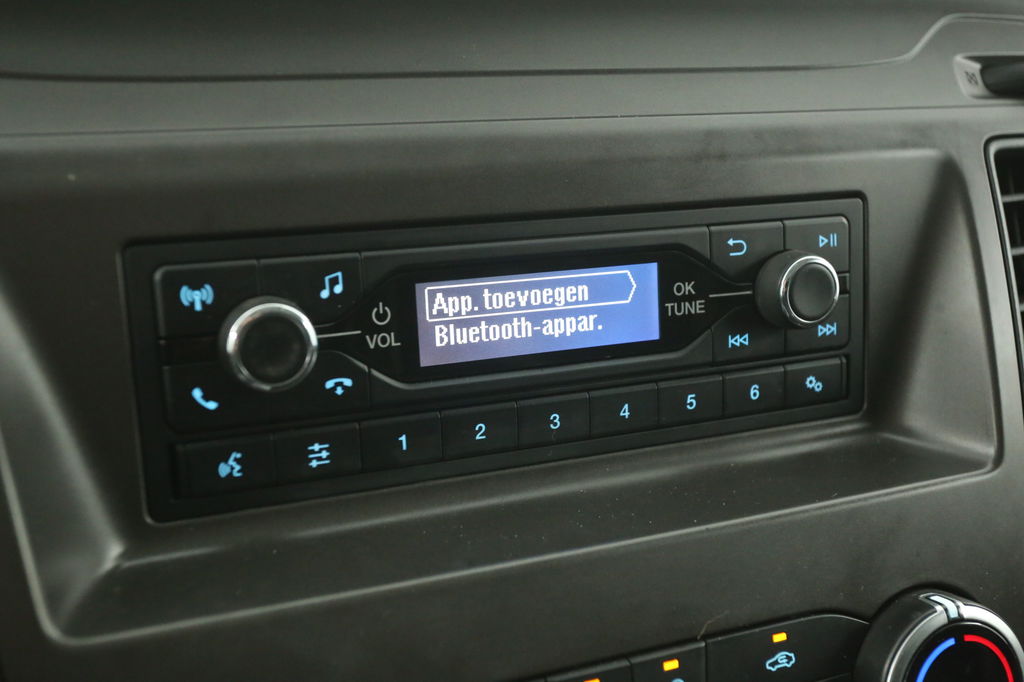 App. toevoegen
Bluetooth-appar.
VOL
OK
TUNE
1 2 3 4 5 6